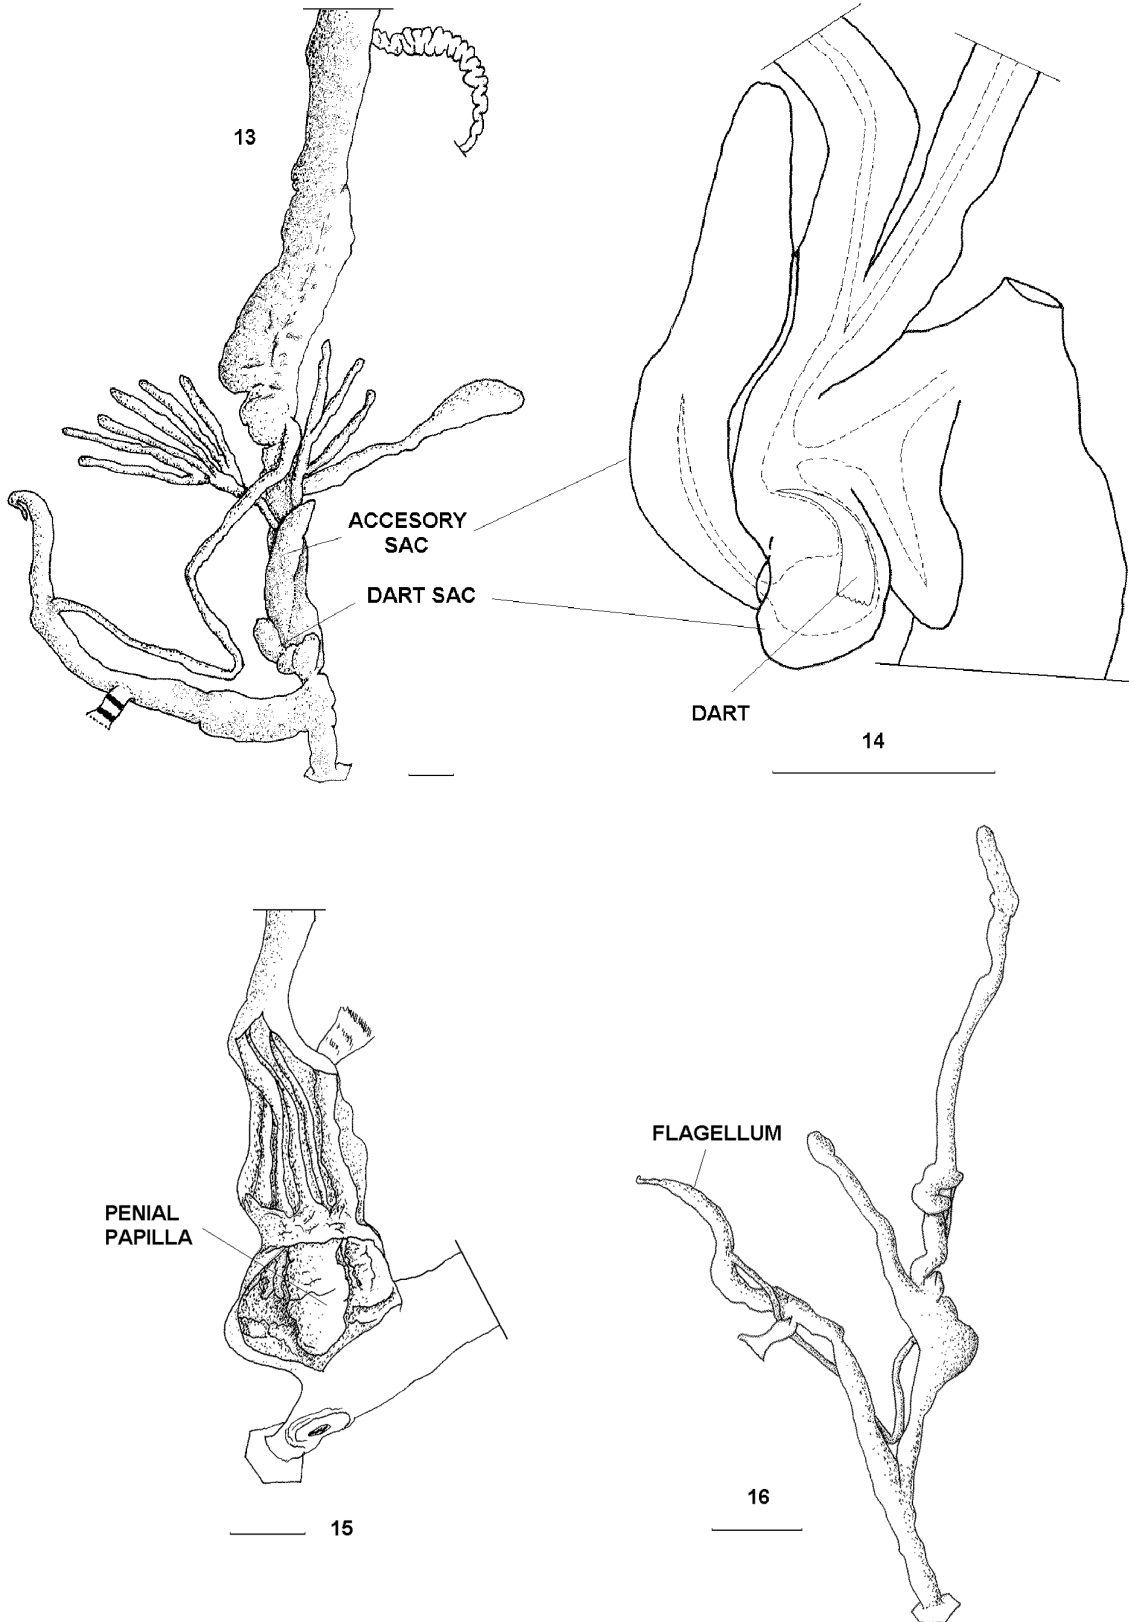 13
ACCESORY
SAC
DART SAC
DART
14
PENIAL
PAPILLA
15
FLAGELLUM
16